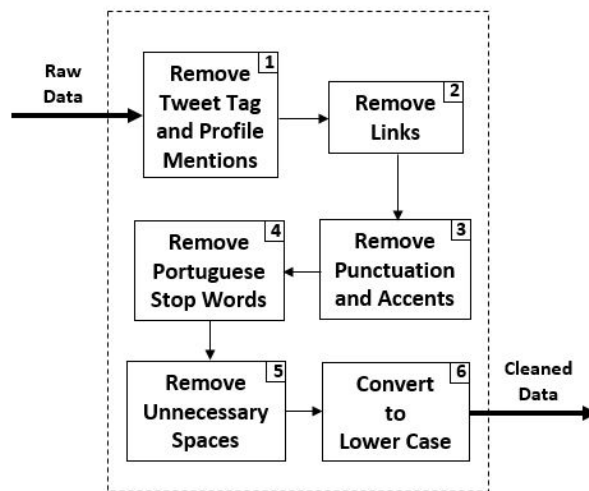 Raw
Data
1
Remove
Tweet Tag
and Profile
Mentions
2
Remove
Links
3
Remove
Punctuation
and Accents
4
Remove
Portuguese
Stop Words
5
Remove
Unnecessary
Spaces
6
Convert
to
Lower Case
Cleaned
Data